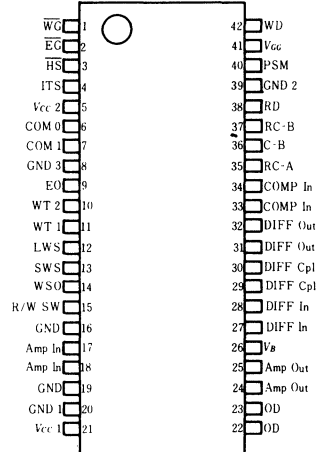 W̅G̅ 1 42 WD
E̅G̅ 2 41 VGG
H̅S̅ 3 40 PSM
ITS 4 39 GND 2
Vcc 2 5 38 RD
COM 0 6 37 RC-B
COM 1 7 36 C-B
GND 3 8 35 RC-A
EO 9 34 COMP In
WT 2 10 33 COMP In
WT 1 11 32 DIFF Out
LWS 12 31 DIFF Out
SWS 13 30 DIFF Cpl
WSO 14 29 DIFF Cpl
R/W SW 15 28 DIFF In
GND 16 27 DIFF In
Amp In 17 26 VB
Amp In 18 25 Amp Out
GND 19 24 Amp Out
GND 1 20 23 OD
Vcc 1 21 22 OD